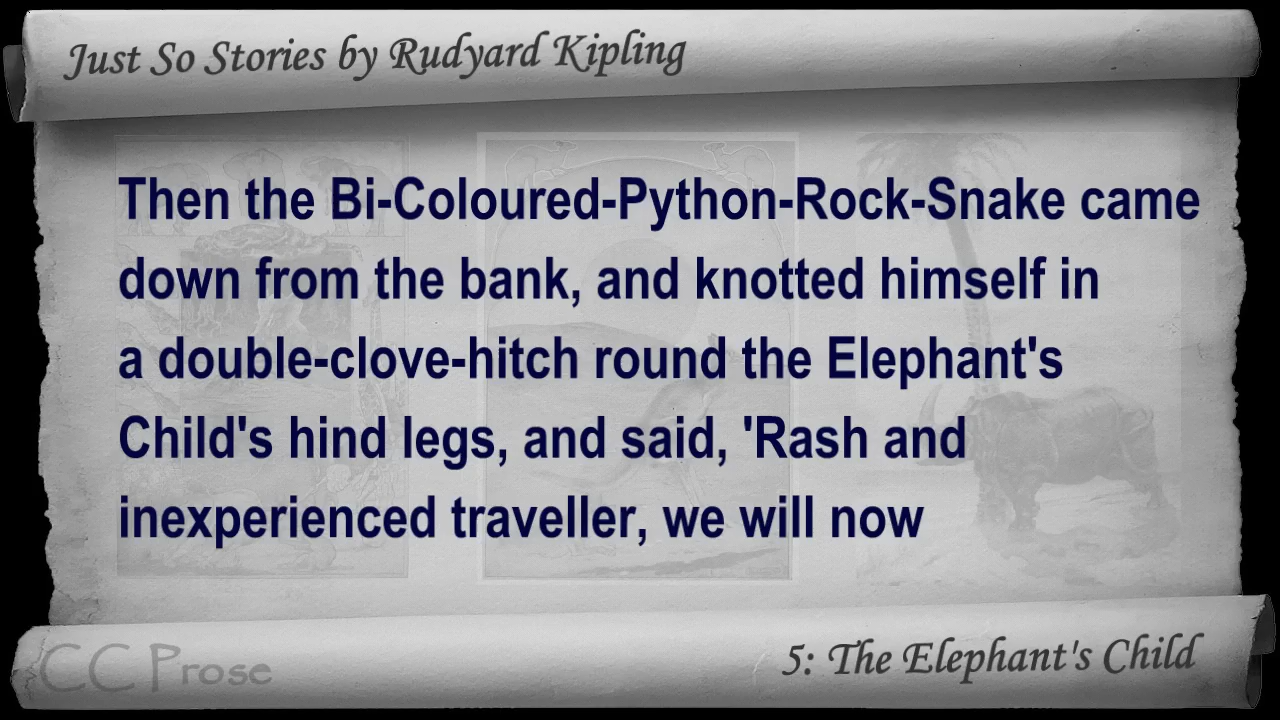 Just So Stories by Rudyard Kipling
Then the Bi-Coloured-Python-Rock-Snake came
down from the bank, and knotted himself in
a double-clove-hitch round the Elephant's
Child's hind legs, and said, 'Rash and
inexperienced traveller, we will now
CC Prose
5: The Elephant's Child